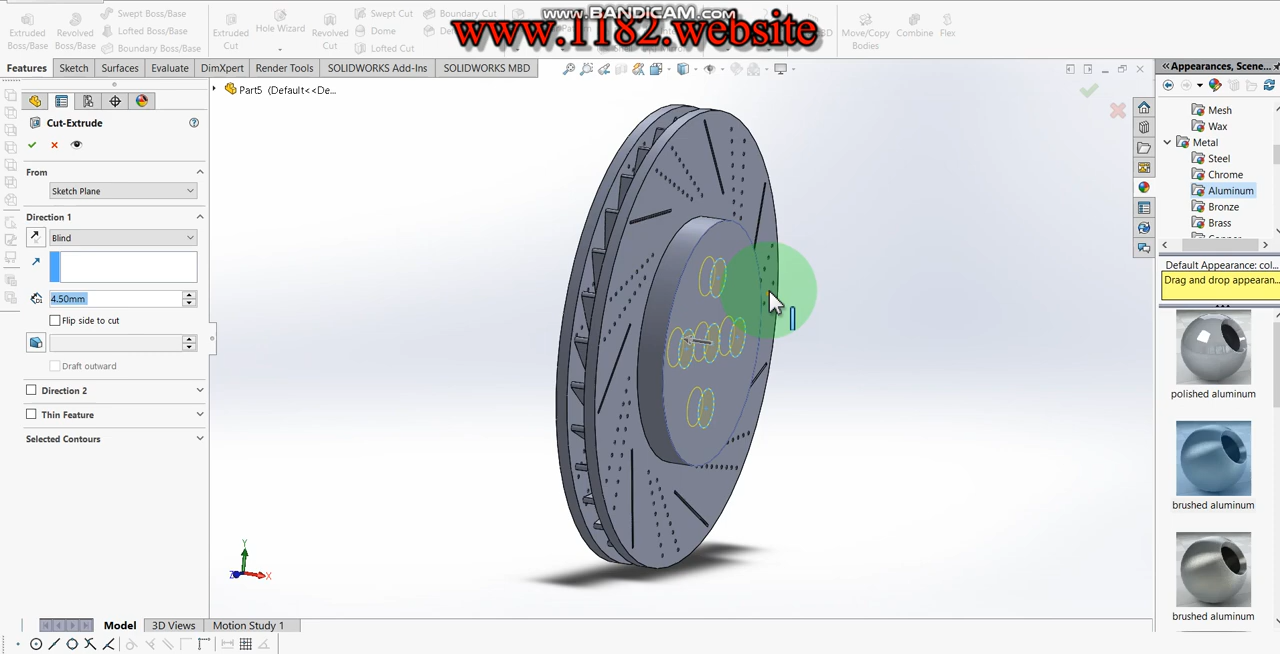 www.BANDICAM.com
www.1182.website
Extruded Boss/Base
Revolved Boss/Base
Swept Boss/Base
Lofted Boss/Base
Boundary Boss/Base
Extruded Cut
Hole Wizard
Revolved Cut
Swept Cut
Dome
Lofted Cut
Boundary Cut
Move/Copy Bodies
Combine
Flex
Features
Sketch
Surfaces
Evaluate
DimXpert
Render Tools
SOLIDWORKS Add-Ins
SOLIDWORKS MBD
Appearances, Scene...
Part5 (Default<<De...
Cut-Extrude
From
Sketch Plane
Direction 1
Blind
4.50mm
Flip side to cut
Draft outward
Direction 2
Thin Feature
Selected Contours
Y
X
Z
Mesh
Wax
Metal
Steel
Chrome
Aluminum
Bronze
Brass
Default Appearance: col...
Drag and drop appearan...
polished aluminum
brushed aluminum
brushed aluminum
Model
3D Views
Motion Study 1